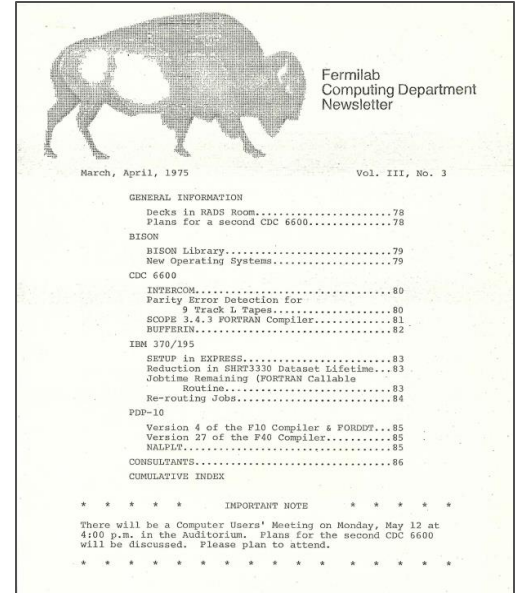 Fermilab
Computing Department
Newsletter
March, April, 1975 Vol. III, No. 3
GENERAL INFORMATION
Decks in RADS Room.......................78
Plans for a second CDC 6600..............78
BISON
BISON Library............................79
New Operating Systems....................79
CDC 6600
INTERCOM.................................80
Parity Error Detection for
9 Track L Tapes.....................80
SCOPE 3.4.3 FORTRAN Compiler.............81
BUFFERIN.................................82
IBM 370/195
SETUP in EXPRESS.........................83
Reduction in SHRT3330 Dataset Lifetime...83
Jobtime Remaining (FORTRAN Callable
Routine.............................83
Re-routing Jobs..........................84
PDP-10
Version 4 of the F10 Compiler & FORDDT...85
Version 27 of the F40 Compiler...........85
NALPLT...................................85
CONSULTANTS................................86
CUMULATIVE INDEX
* * * * * IMPORTANT NOTE * * * * *
There will be a Computer Users' Meeting on Monday, May 12 at
4:00 p.m. in the Auditorium. Plans for the second CDC 6600
will be discussed. Please plan to attend.
* * * * * * * * * * * * * * * *